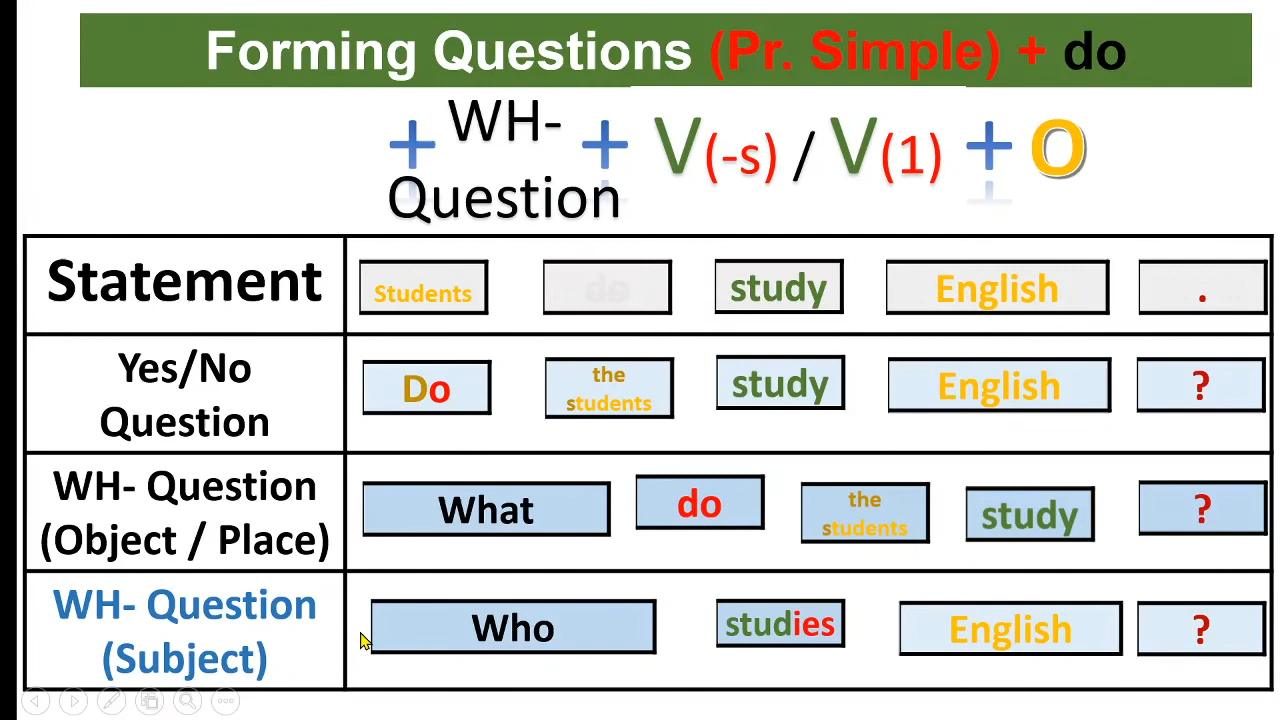 Forming Questions (Pr. Simple) + do
+ WH-Question + V(-s) / V(1) + O
Statement Students do study English .
Yes/No Question Do the students study English ?
WH- Question (Object / Place) What do the students study ?
WH- Question (Subject) Who studies English ?